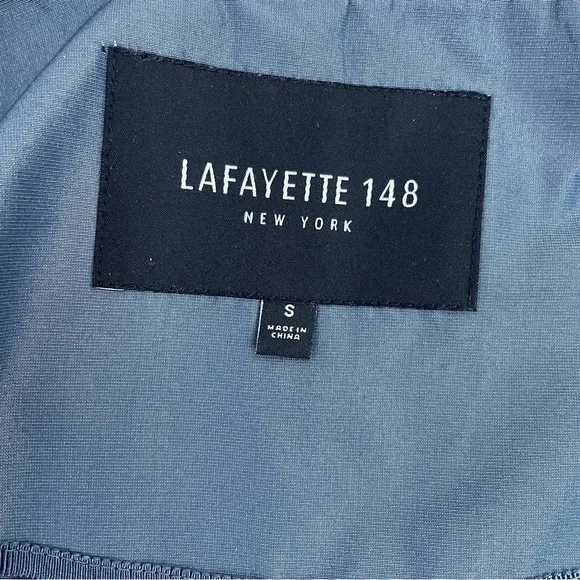 LAFAYETTE 148
NEW YORK
S
MADE IN
CHINA